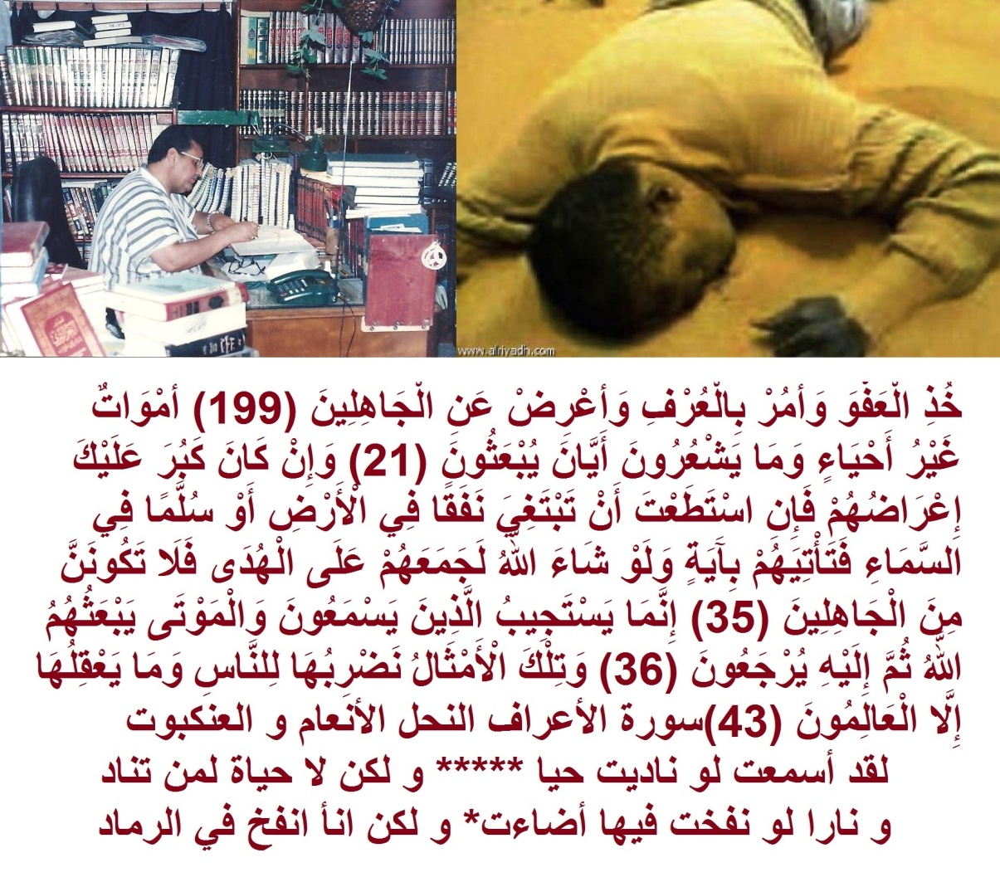 www.alriyadh.com
خُذِ الْعَفْوَ وَأمُرْ بِالْعُرْفِ وَأعْرِضْ عَنِ الْجَاهِلِينَ (199) أمْوَاتٌ
غَيْرُ أَحْيَاءٍ وَمَا يَشْعُرُونَ أَيَّانَ يُبْعَثُونَ (21) وَإِنْ كَانَ كَبُرَ عَلَيْكَ
إِعْرَاضُهُمْ فَإِنِ اسْتَطَعْتَ أَنْ تَبْتَغِيَ نَفَقًا فِي الْأَرْضِ أَوْ سُلَّمًا فِي
السَّمَاءِ فَتَأْتِيَهُمْ بِآَيَةٍ وَلَوْ شَاءَ اللَّهُ لَجَمَعَهُمْ عَلَى الْهُدَى فَلَا تَكُونَنَّ
مِنَ الْجَاهِلِينَ (35) إِنَّمَا يَسْتَجِيبُ الَّذِينَ يَسْمَعُونَ وَالْمَوْتَى يَبْعَثُهُمُ
اللَّهُ ثُمَّ إِلَيْهِ يُرْجَعُونَ (36) وَتِلْكَ الْأَمْثَالُ نَضْرِبُهَا لِلنَّاسِ وَمَا يَعْقِلُهَا
إِلَّا الْعَالِمُونَ (43)سورة الأعراف النحل الأنعام و العنكبوت
لقد أسمعت لو ناديت حيا ***** و لكن لا حياة لمن تناد
و نارا لو نفخت فيها أضاءت* و لكن انأ انفخ في الرماد